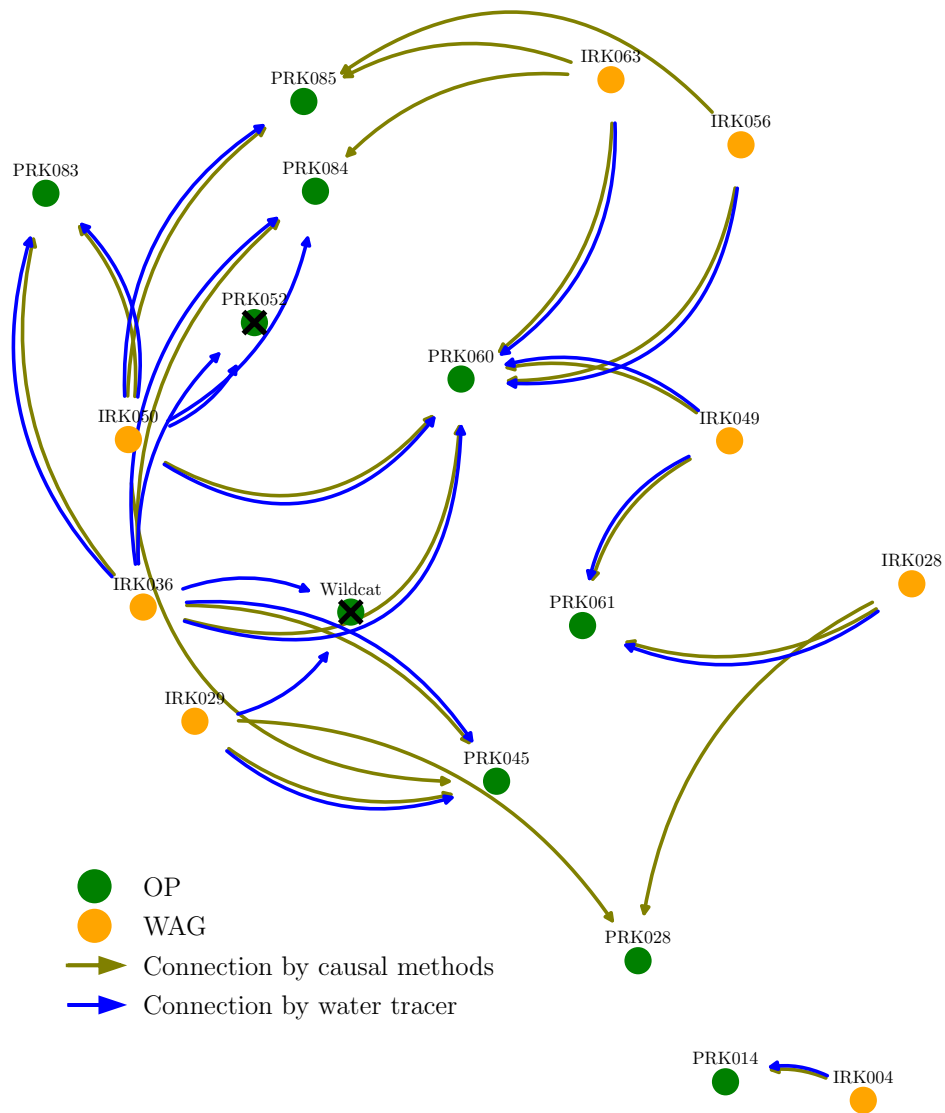 IRK063
PRK085
IRK056
PRK084
PRK083
PRK052
PRK060
IRK050
IRK049
IRK028
IRK036
Wildcat
PRK061
IRK029
PRK045
OP
WAG
PRK028
Connection by causal methods
Connection by water tracer
PRK014
IRK004